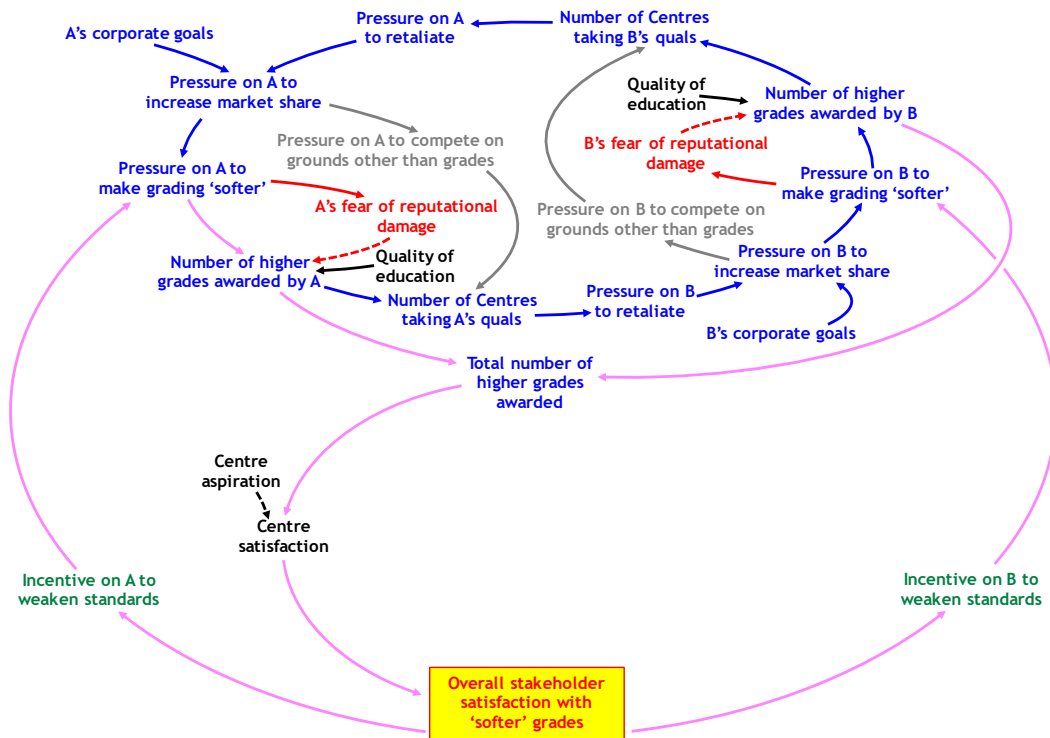 A's corporate goals
Pressure on A
to retaliate
Number of Centres
taking B's quals
Pressure on A to
increase market share
Quality of
education
Number of higher
grades awarded by B
Pressure on A to compete on
grounds other than grades
B's fear of reputational
damage
Pressure on A to
make grading ‘softer’
Pressure on B to
make grading ‘softer’
A's fear of reputational
damage
Pressure on B to compete on
grounds other than grades
Number of higher
grades awarded by A
Quality of
education
Pressure on B to
increase market share
Number of Centres
taking A's quals
Pressure on B
to retaliate
B's corporate goals
Total number of
higher grades
awarded
Centre
aspiration
Centre
satisfaction
Incentive on A to
weaken standards
Incentive on B to
weaken standards
Overall stakeholder
satisfaction with
‘softer’ grades